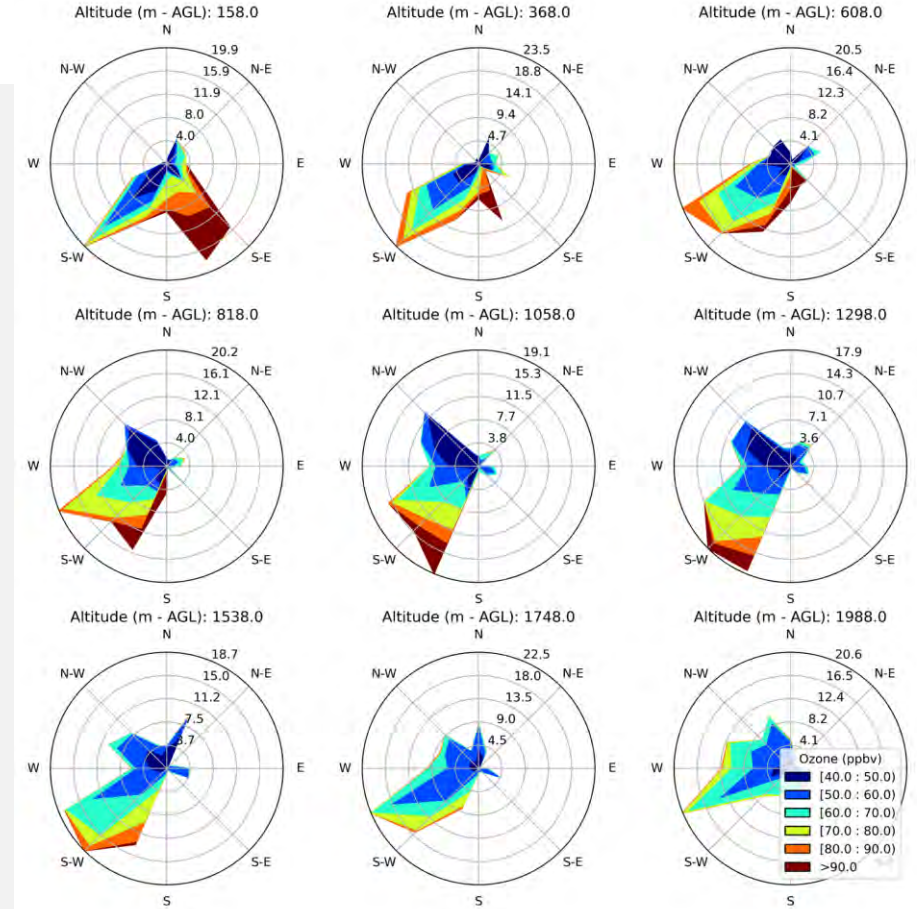 Altitude (m - AGL): 158.0
N
N-W
N-E
W
E
S-W
S-E
S
19.9
15.9
11.9
8.0
4.0
Altitude (m - AGL): 368.0
N
N-W
N-E
W
E
S-W
S-E
S
23.5
18.8
14.1
9.4
4.7
Altitude (m - AGL): 608.0
N
N-W
N-E
W
E
S-W
S-E
S
20.5
16.4
12.3
8.2
4.1
Altitude (m - AGL): 818.0
N
N-W
N-E
W
E
S-W
S-E
S
20.2
16.1
12.1
8.1
4.0
Altitude (m - AGL): 1058.0
N
N-W
N-E
W
E
S-W
S-E
S
19.1
15.3
11.5
7.7
3.8
Altitude (m - AGL): 1298.0
N
N-W
N-E
W
E
S-W
S-E
S
17.9
14.3
10.7
7.1
3.6
Altitude (m - AGL): 1538.0
N
N-W
N-E
W
E
S-W
S-E
S
18.7
15.0
11.2
7.5
3.7
Altitude (m - AGL): 1748.0
N
N-W
N-E
W
E
S-W
S-E
S
22.5
18.0
13.5
9.0
4.5
Altitude (m - AGL): 1988.0
N
N-W
N-E
W
S-W
S
20.6
16.5
12.4
8.2
4.1
Ozone (ppbv)
[40.0 : 50.0)
[50.0 : 60.0)
[60.0 : 70.0)
[70.0 : 80.0)
[80.0 : 90.0)
>90.0